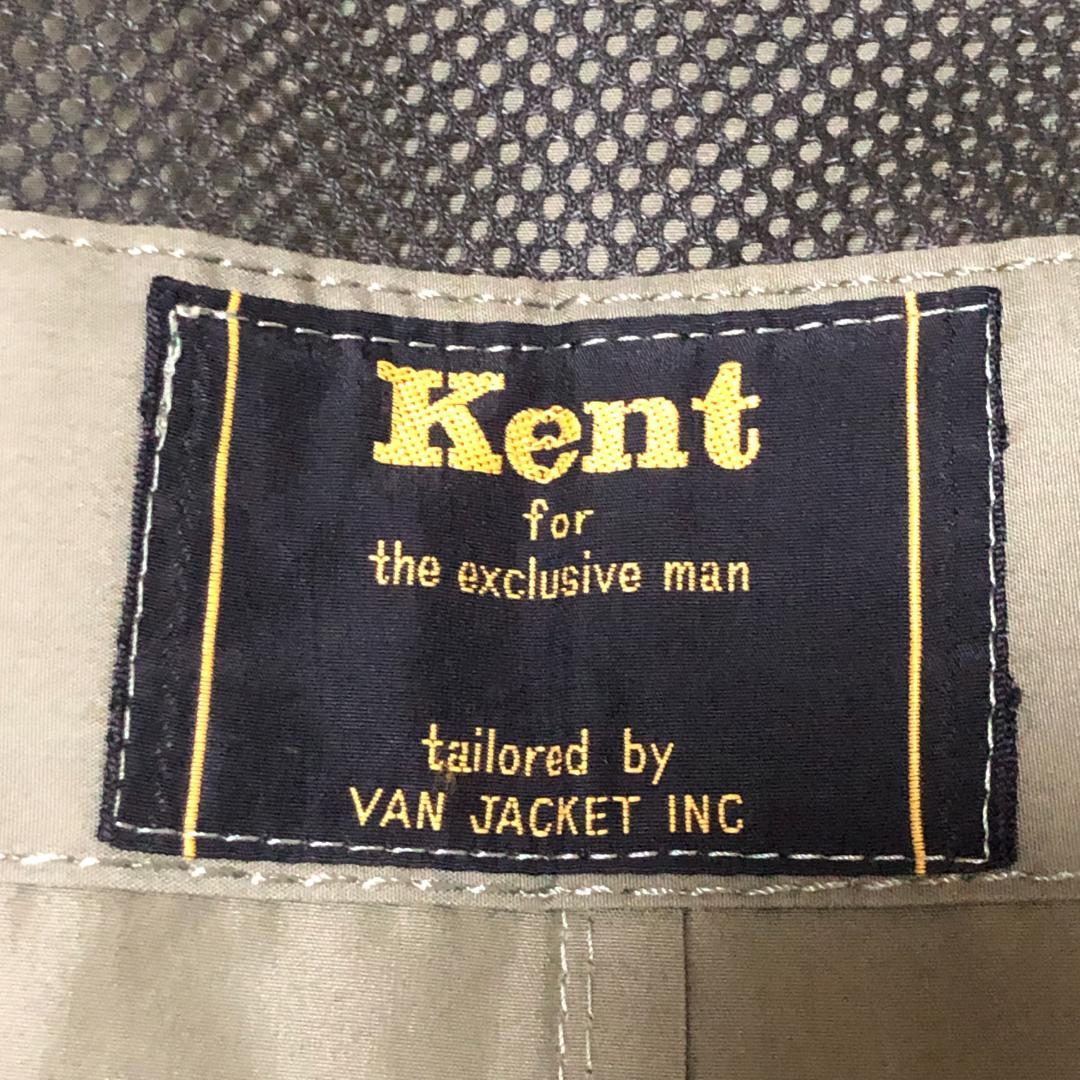 Kent
for
the exclusive man
tailored by
VAN JACKET INC